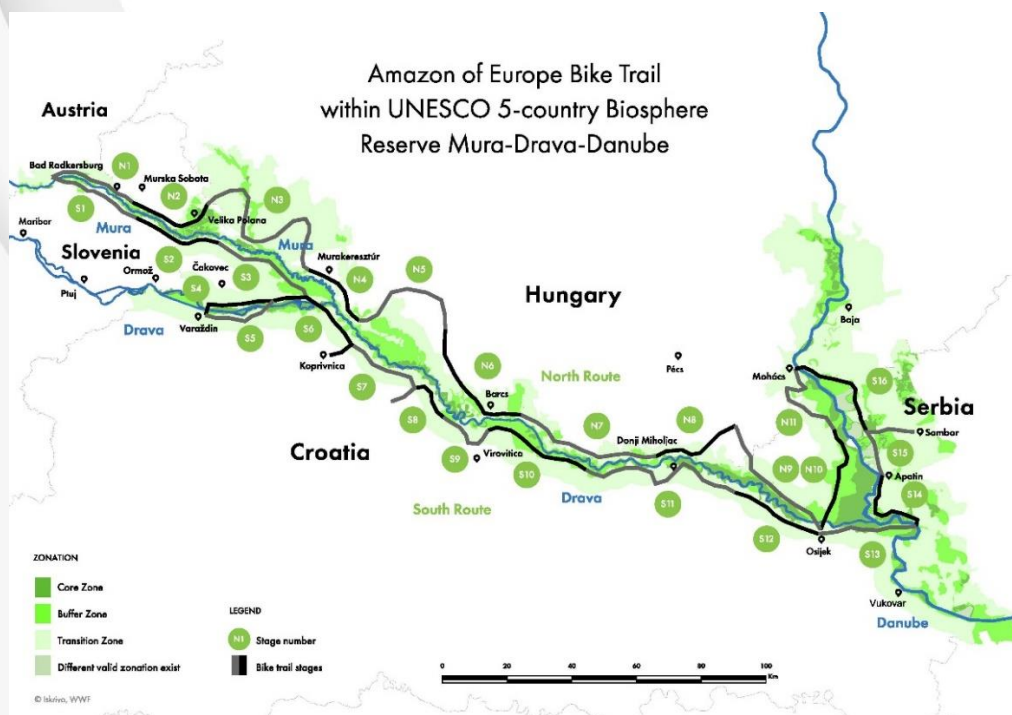 Amazon of Europe Bike Trail
within UNESCO 5-country Biosphere
Reserve Mura-Drava-Danube
Austria
Bad Radkersburg
N1
Murska Sobota
N2
N3
S1
Mura
Velika Polana
Maribor
Slovenia
Mura
Murakeresztúr
S2
Ormož
Čakovec
S3
N4
N5
Ptuj
S4
Hungary
Drava
Varaždin
S5
S6
Baja
Koprivnica
N6
North Route
Pécs
Mohács
S7
S16
Barcs
Serbia
S8
N7
N8
N11
Sombor
Croatia
Donji Miholjac
S9
Virovitica
S10
N9
N10
S15
Apatin
South Route
Drava
S11
S14
S12
Osijek
S13
Vukovar
Danube
ZONATION
Core Zone
Buffer Zone
Transition Zone
Different valid zonation exist
LEGEND
N1
Stage number
Bike trail stages
0 20 40 60 80 100
Km
© Iskriva, WWF